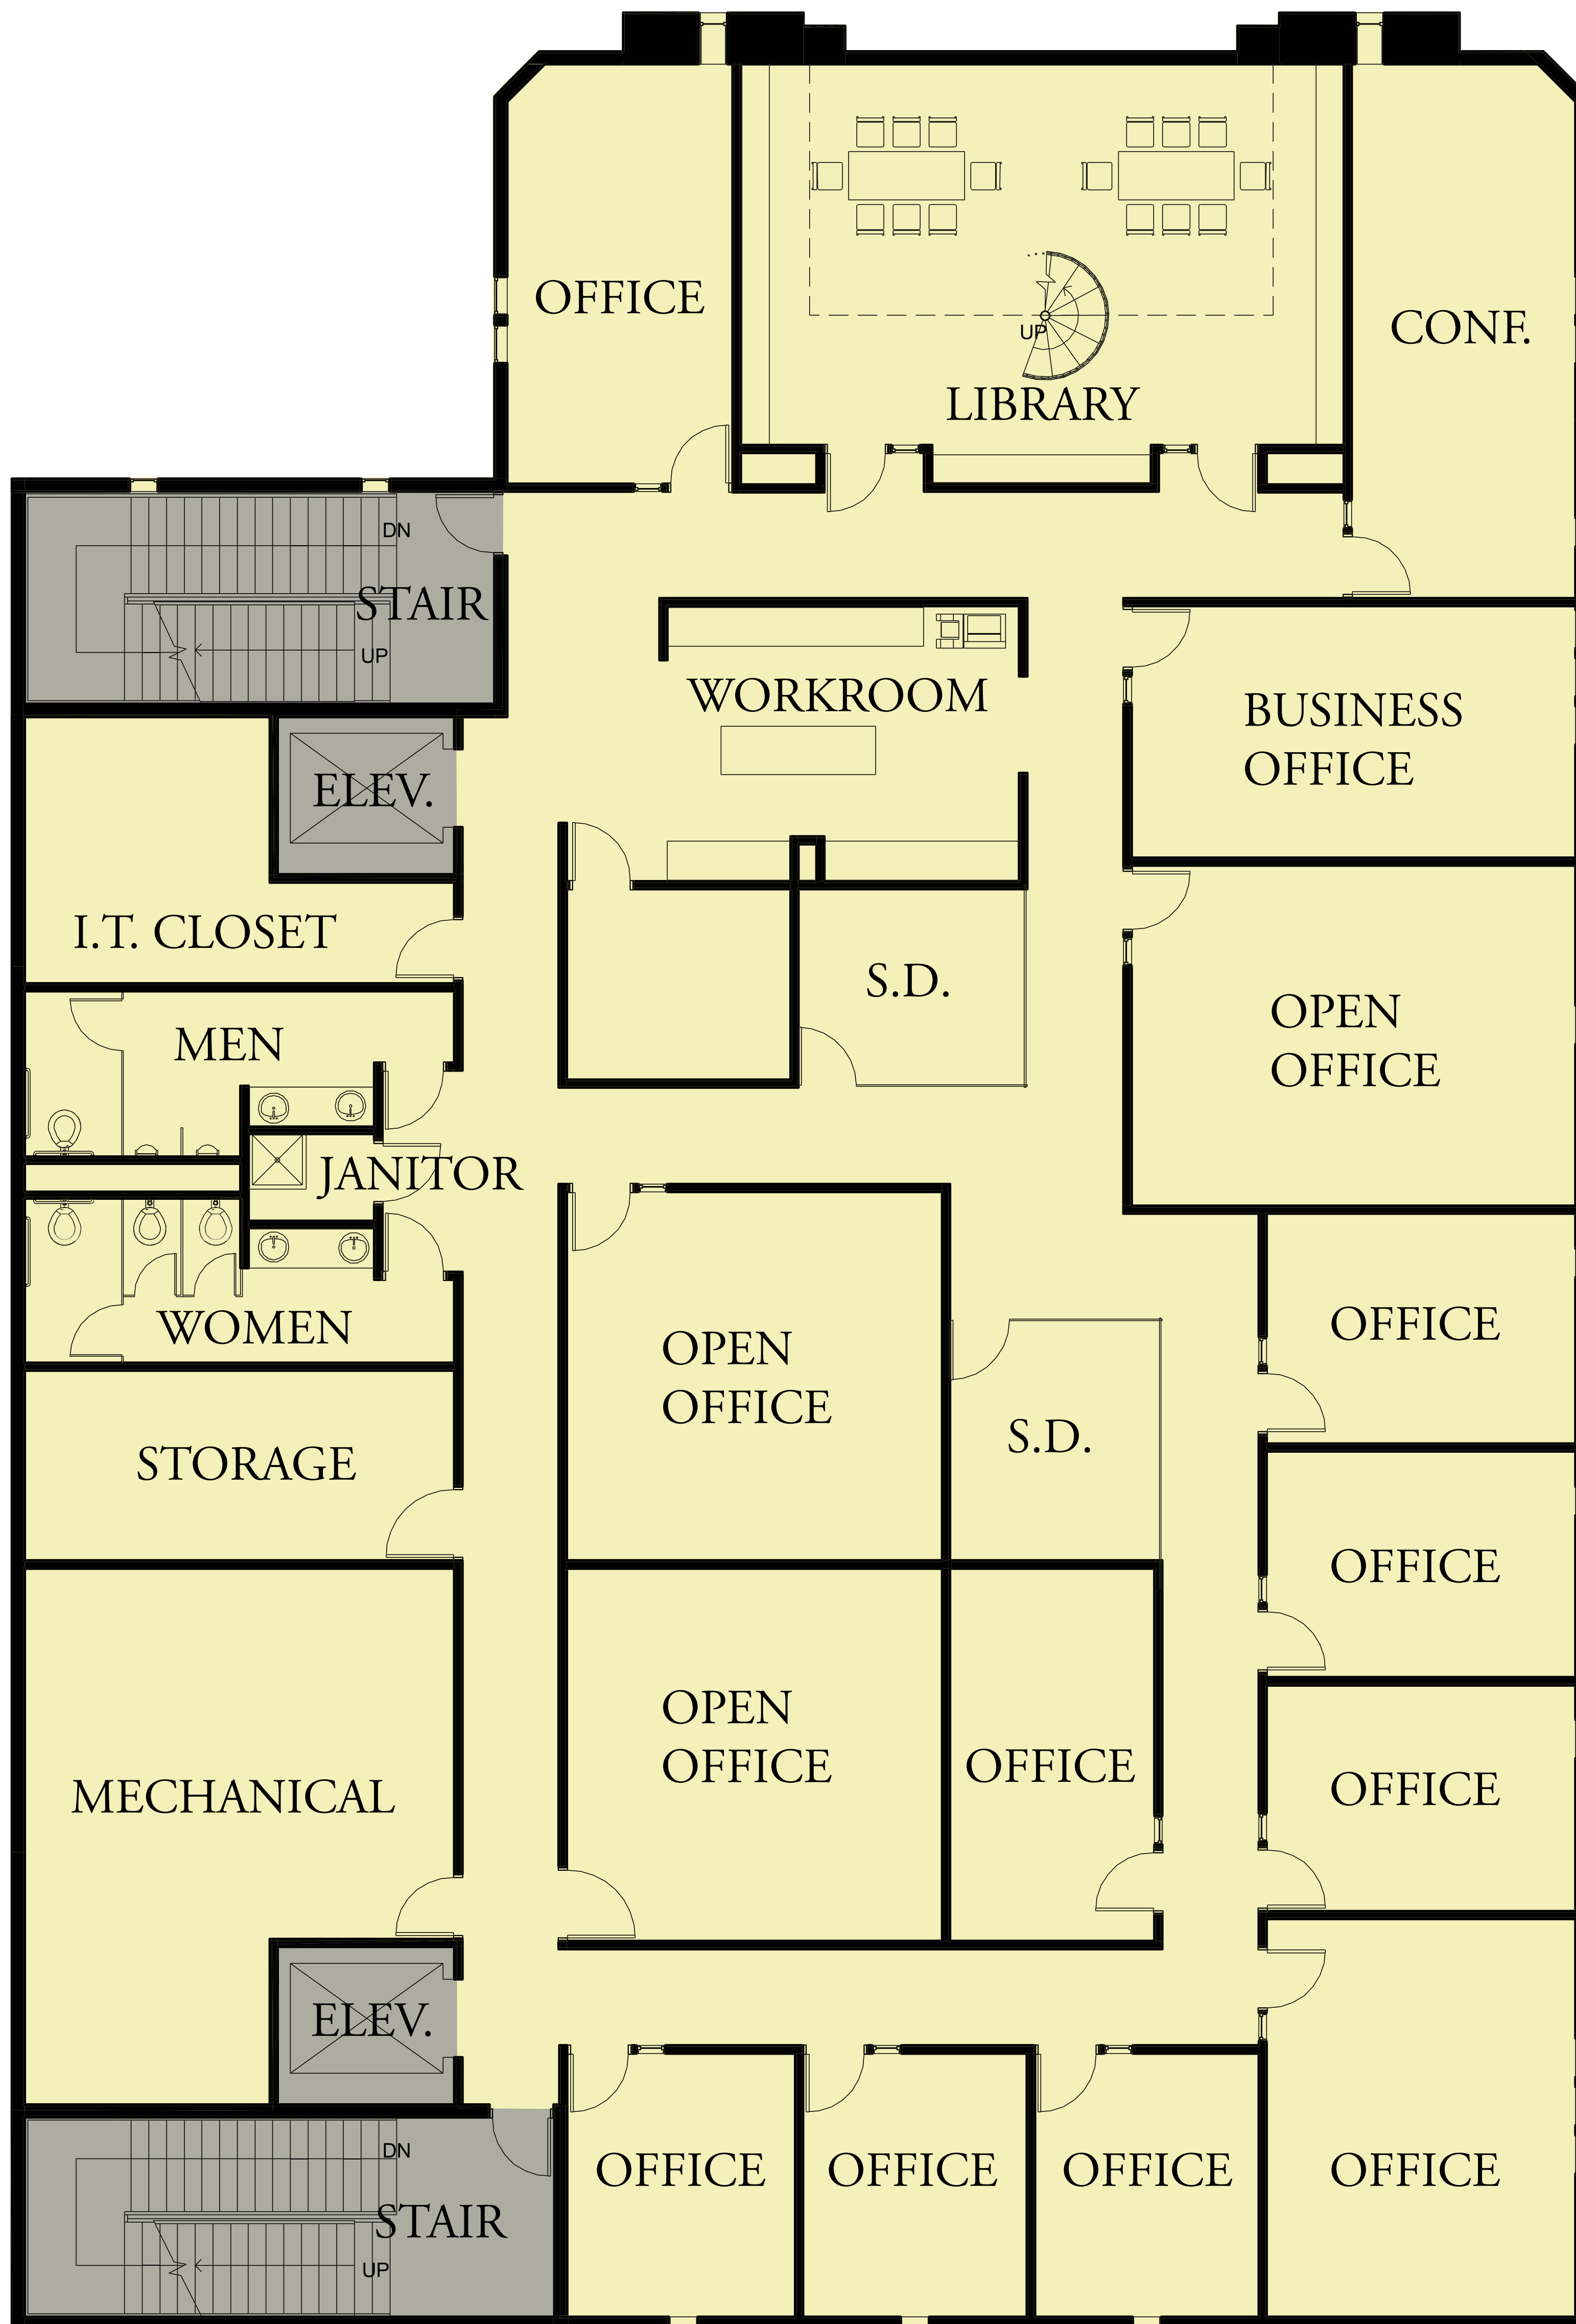 OFFICE
UP
LIBRARY
CONF.
DN
STAIR
UP
WORKROOM
BUSINESS
OFFICE
ELEV.
I.T. CLOSET
S.D.
OPEN
OFFICE
MEN
JANITOR
WOMEN
OPEN
OFFICE
OFFICE
S.D.
STORAGE
OFFICE
OPEN
OFFICE
OFFICE
OFFICE
MECHANICAL
ELEV.
DN
STAIR
UP
OFFICE
OFFICE
OFFICE
OFFICE